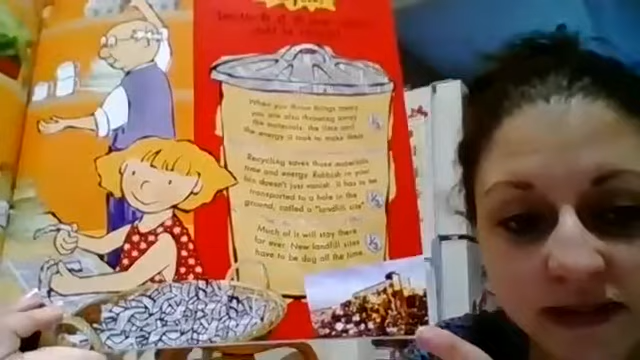 When you throw things away
you are also throwing away
the materials, the time and
the energy it took to make them.
Recycling saves these materials,
time and energy. Rubbish in your
bin doesn't just vanish. It has to be
transported to a hole in the
ground, called a "landfill site".
Much of it will stay there
for ever. New landfill sites
have to be dug all the time.